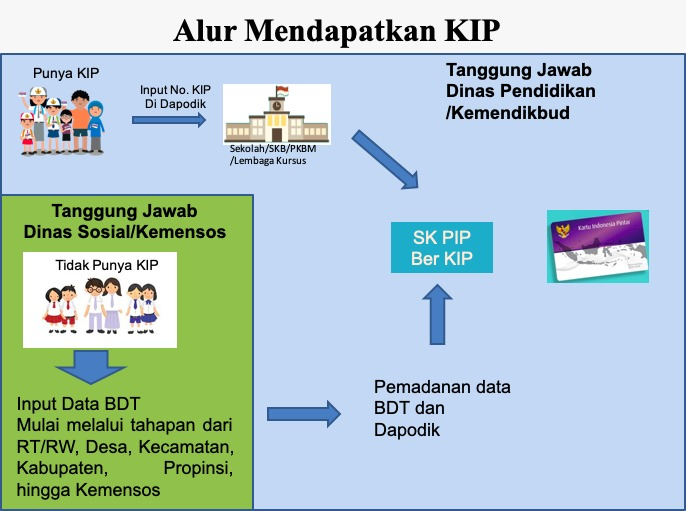 Alur Mendapatkan KIP
Punya KIP
Input No. KIP
Di Dapodik
Sekolah/SKB/PKBM
/Lembaga Kursus
Tanggung Jawab
Dinas Pendidikan
/Kemendikbud
Tanggung Jawab
Dinas Sosial/Kemensos
Tidak Punya KIP
SK PIP
Ber KIP
Kartu Indonesia Pintar
Input Data BDT
Mulai melalui tahapan dari
RT/RW, Desa, Kecamatan,
Kabupaten, Propinsi,
hingga Kemensos
Pemadanan data
BDT dan
Dapodik